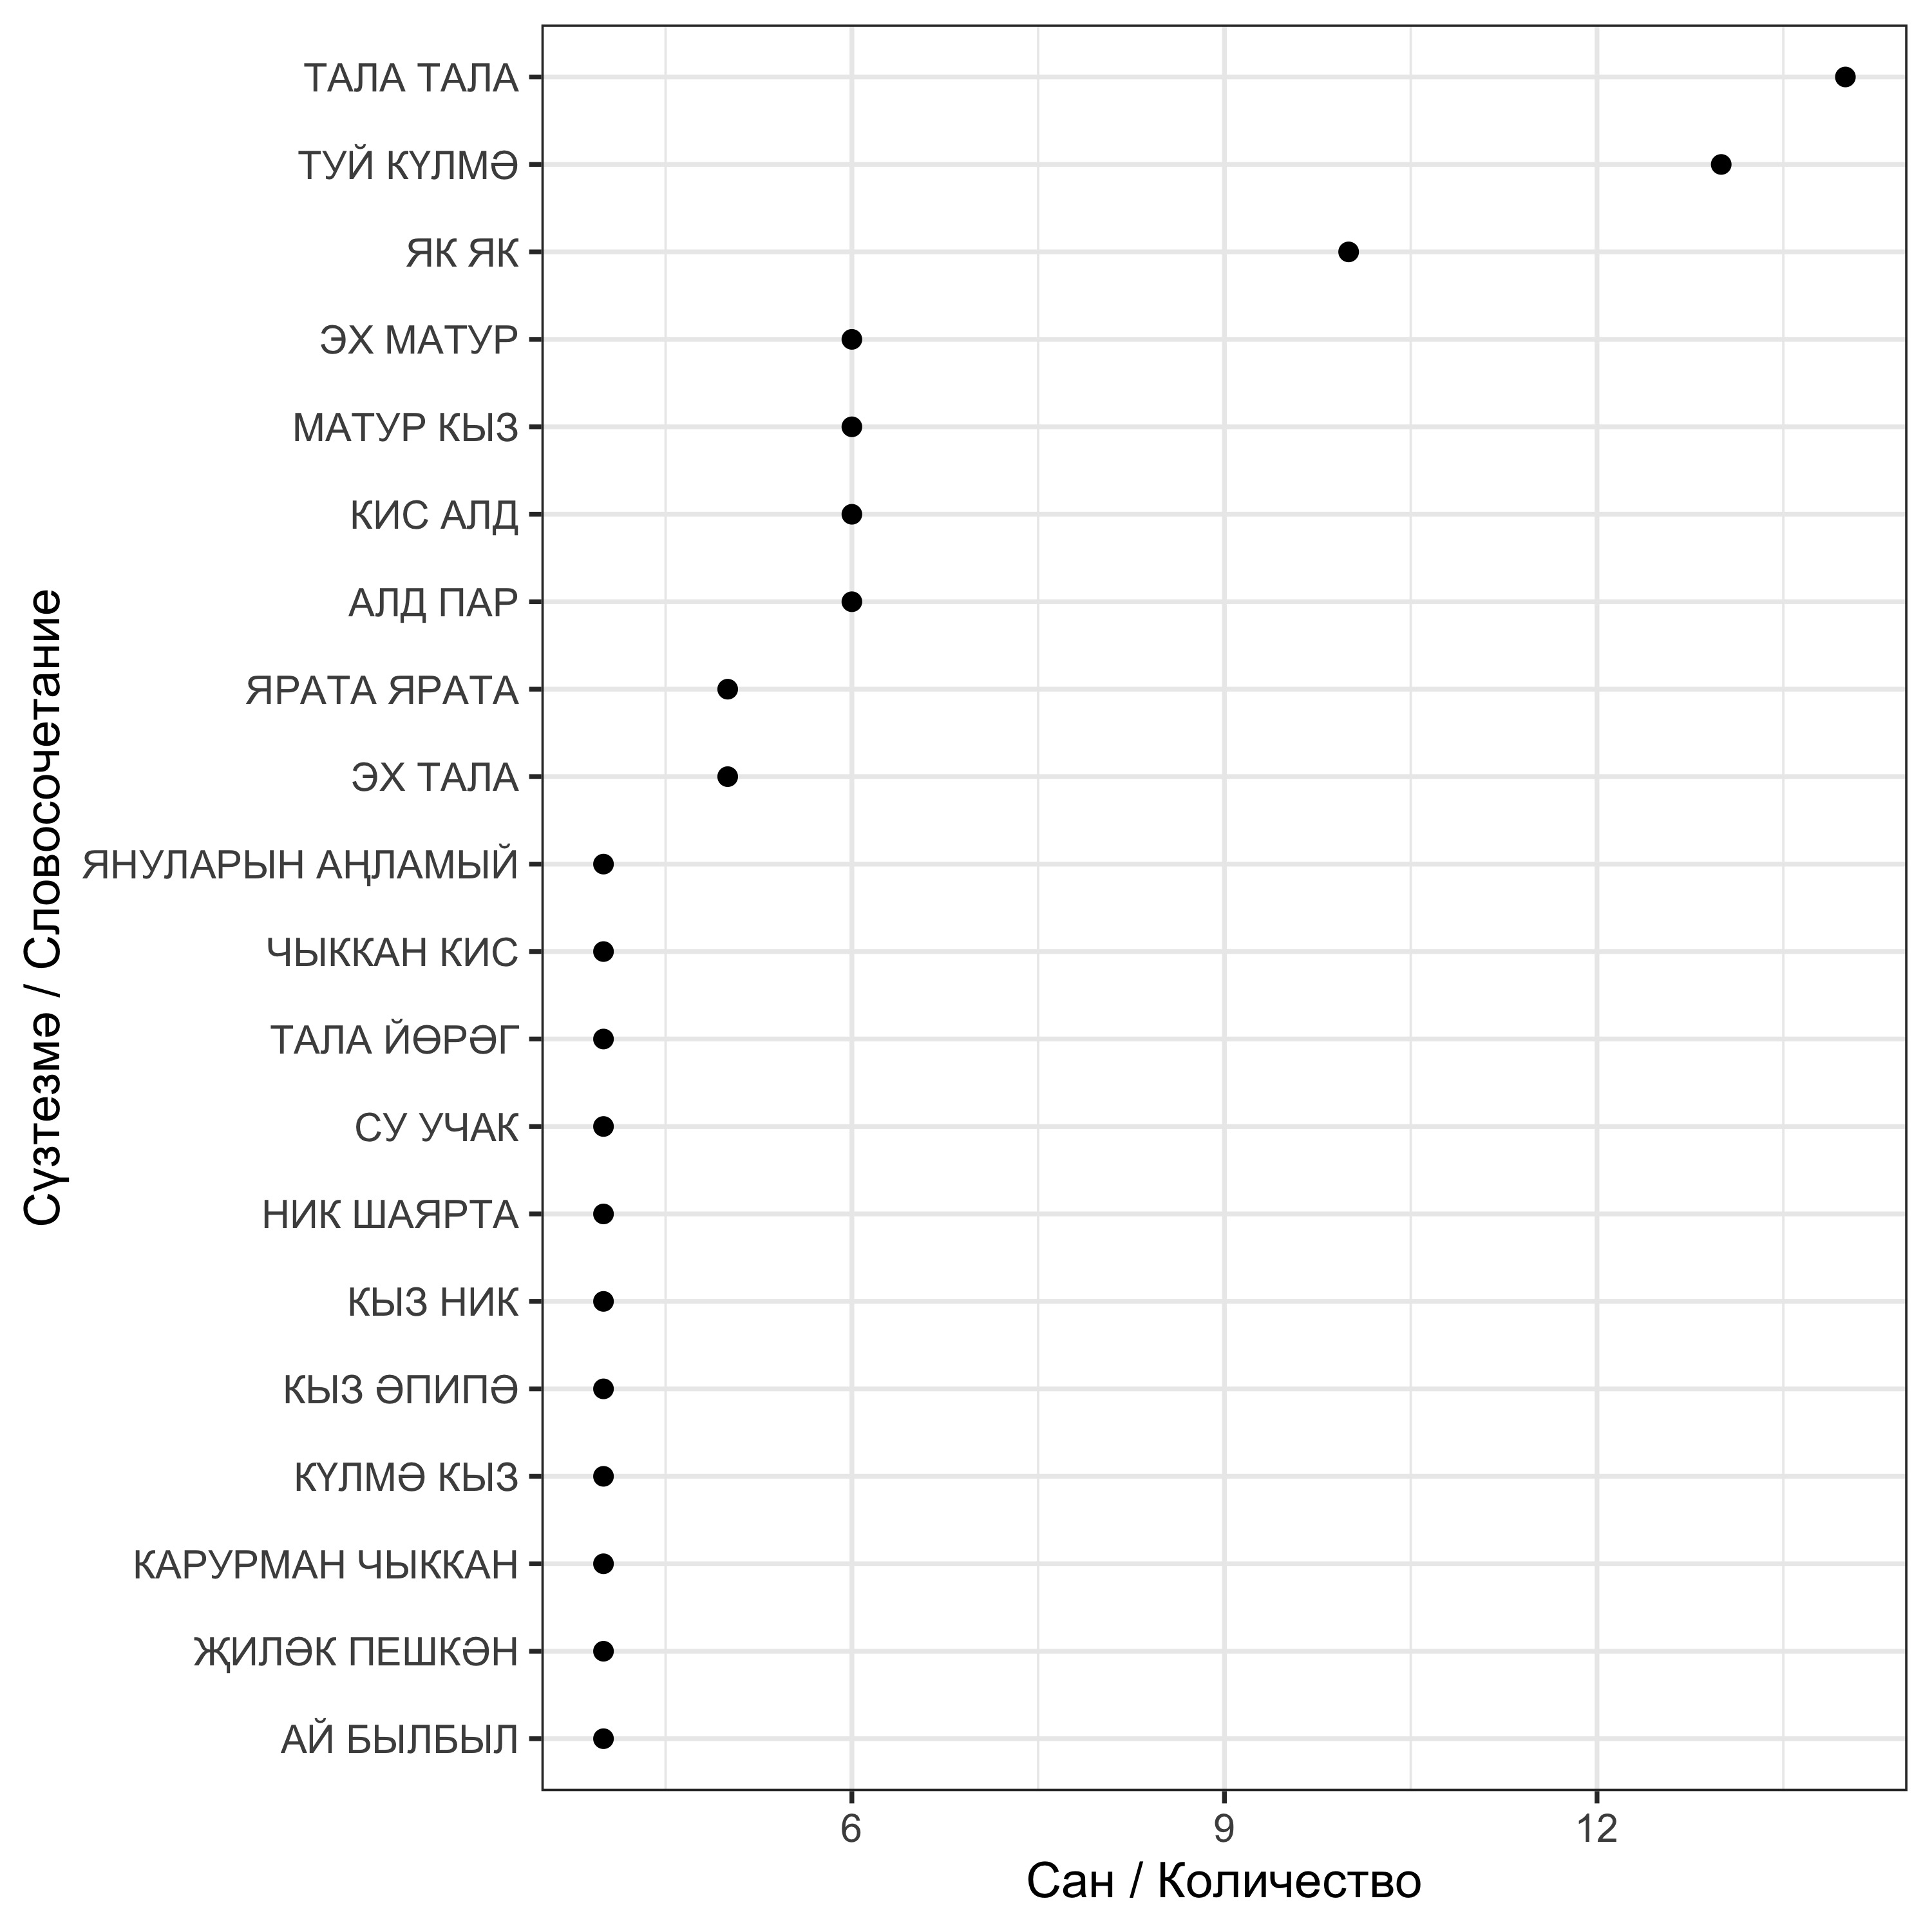 ТАЛА ТАЛА
ТУЙ КҮЛМӘ
ЯК ЯК
ЭХ МАТУР
МАТУР КЫЗ
КИС АЛД
АЛД ПАР
ЯРАТА ЯРАТА
ЭХ ТАЛА
ЯНУЛАРЫН АҢЛАМЫЙ
ЧЫККАН КИС
ТАЛА ЙӨРӘГ
СУ УЧАК
НИК ШАЯРТА
КЫЗ НИК
КЫЗ ӘПИПӘ
КҮЛМӘ КЫЗ
КАРУРМАН ЧЫККАН
ҖИЛӘК ПЕШКӘН
АЙ БЫЛБЫЛ
6 9 12
Сан / Количество
Сүзтезме / Словосочетание